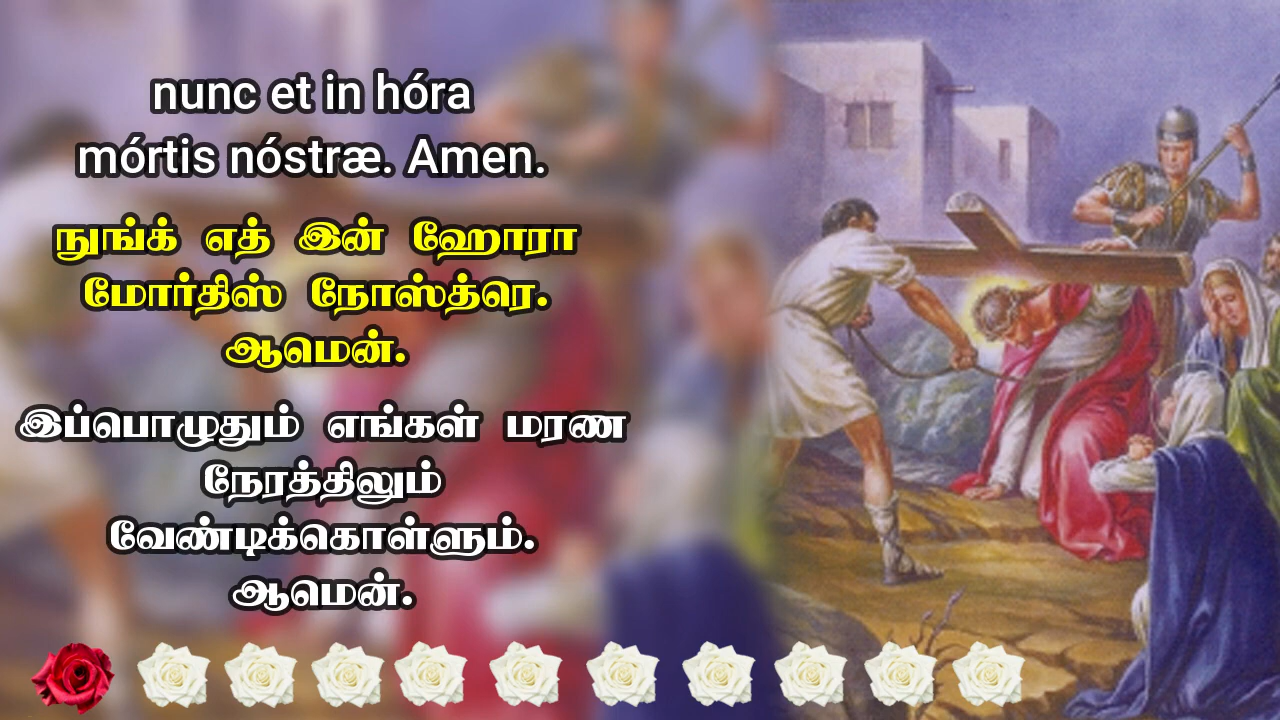 nunc et in hóra
mórtis nóstræ. Amen.
நுங்க் எத் இன் ஹோரா
மோர்திஸ் நோஸ்த்ரெ.
ஆமென்.
இப்பொழுதும் எங்கள் மரண
நேரத்திலும்
வேண்டிக்கொள்ளும்.
ஆமென்.